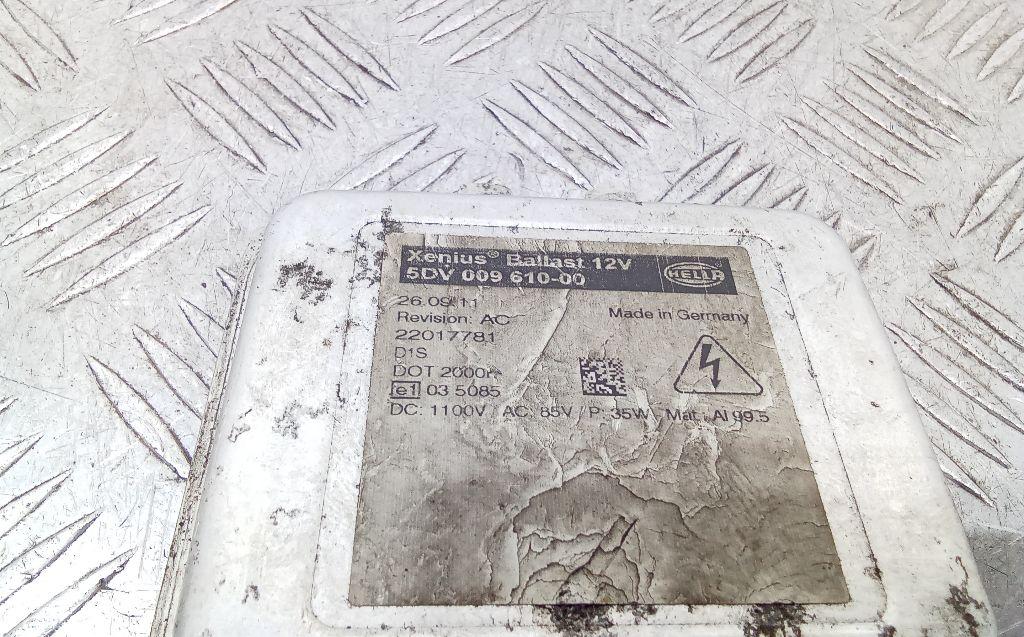 Xenius® Ballast 12V
5DV 009 610-00
HELLA
26.09.11
Made in Germany
Revision: AC
22017781
D1S
DOT 2000h
e1 03 5085
DC: 1100V / AC: 85V / P: 35W Mat.: Al 99.5